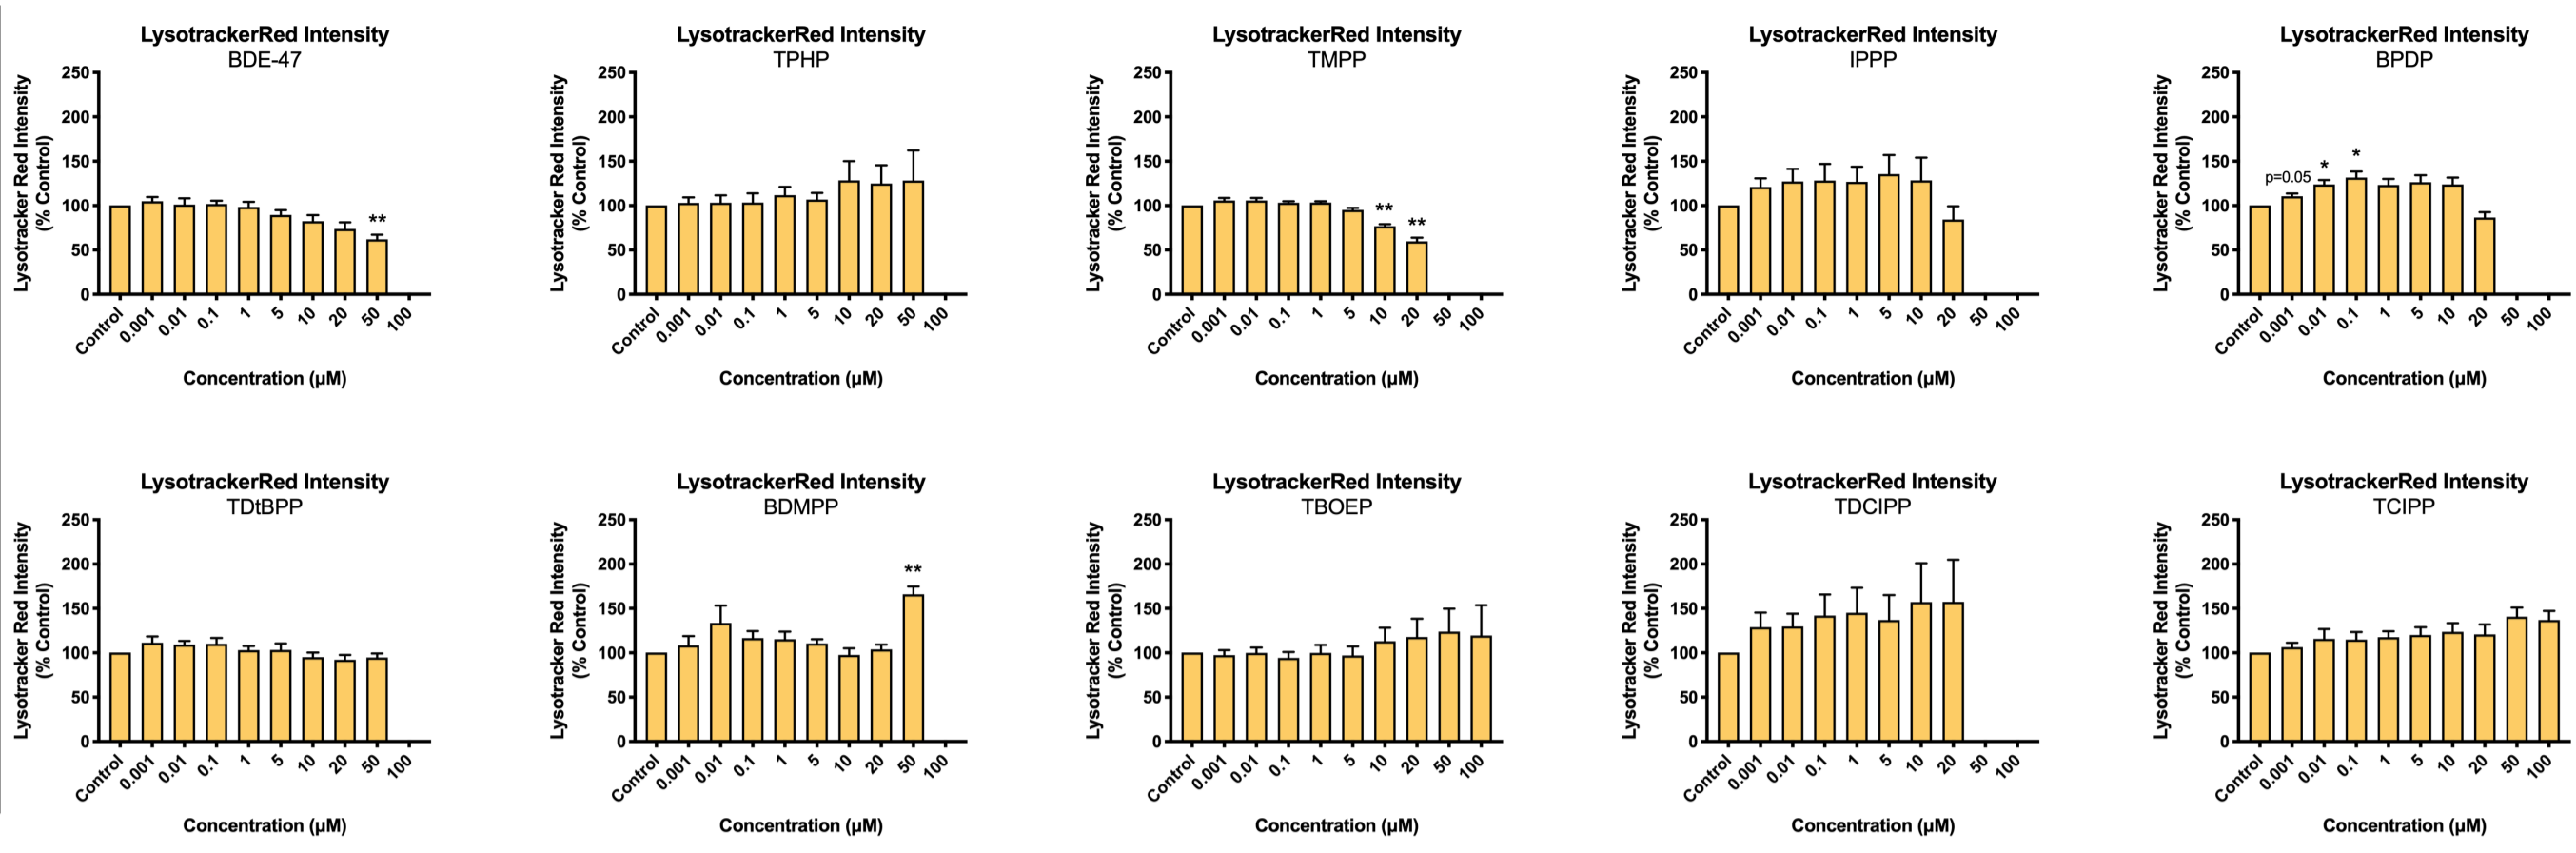 LysotrackerRed Intensity
BDE-47
Lysotracker Red Intensity
(% Control)
250
200
150
100
50
0
**
Control 0.001 0.01 0.1 1 5 10 20 50 100
Concentration (µM)
LysotrackerRed Intensity
TPHP
Lysotracker Red Intensity
(% Control)
250
200
150
100
50
0
Control 0.001 0.01 0.1 1 5 10 20 50 100
Concentration (µM)
LysotrackerRed Intensity
TMPP
Lysotracker Red Intensity
(% Control)
250
200
150
100
50
0
** **
Control 0.001 0.01 0.1 1 5 10 20 50 100
Concentration (µM)
LysotrackerRed Intensity
IPPP
Lysotracker Red Intensity
(% Control)
250
200
150
100
50
0
Control 0.001 0.01 0.1 1 5 10 20 50 100
Concentration (µM)
LysotrackerRed Intensity
BPDP
Lysotracker Red Intensity
(% Control)
250
200
150
100
50
0
p=0.05 * *
Control 0.001 0.01 0.1 1 5 10 20 50 100
Concentration (µM)
LysotrackerRed Intensity
TDtBPP
Lysotracker Red Intensity
(% Control)
250
200
150
100
50
0
Control 0.001 0.01 0.1 1 5 10 20 50 100
Concentration (µM)
LysotrackerRed Intensity
BDMPP
Lysotracker Red Intensity
(% Control)
250
200
150
100
50
0
**
Control 0.001 0.01 0.1 1 5 10 20 50 100
Concentration (µM)
LysotrackerRed Intensity
TBOEP
Lysotracker Red Intensity
(% Control)
250
200
150
100
50
0
Control 0.001 0.01 0.1 1 5 10 20 50 100
Concentration (µM)
LysotrackerRed Intensity
TDCIPP
Lysotracker Red Intensity
(% Control)
250
200
150
100
50
0
Control 0.001 0.01 0.1 1 5 10 20 50 100
Concentration (µM)
LysotrackerRed Intensity
TCIPP
Lysotracker Red Intensity
(% Control)
250
200
150
100
50
0
Control 0.001 0.01 0.1 1 5 10 20 50 100
Concentration (µM)